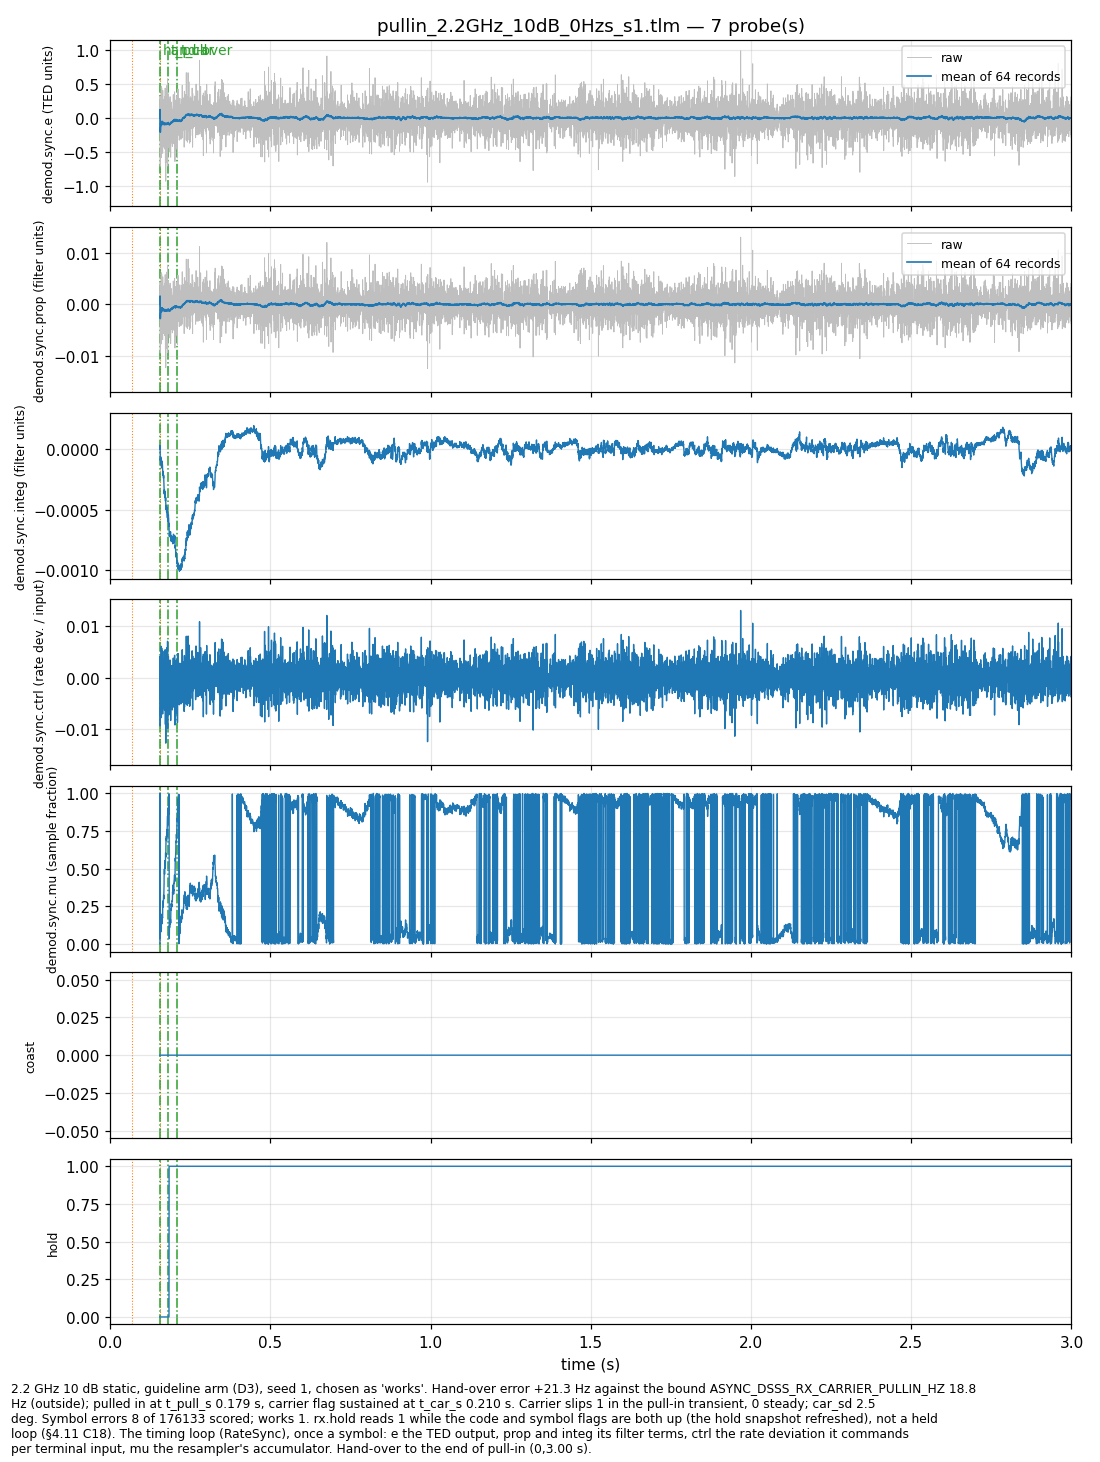 pullin_2.2GHz_10dB_0Hzs_s1.tlm — 7 probe(s)
demod.sync.e (TED units)
1.0
0.5
0.0
−0.5
−1.0
raw
mean of 64 records
demod.sync.prop (filter units)
0.01
0.00
−0.01
raw
mean of 64 records
demod.sync.integ (filter units)
0.0000
−0.0005
−0.0010
demod.sync.ctrl (rate dev. / input)
0.01
0.00
−0.01
demod.sync.mu (sample fraction)
1.00
0.75
0.50
0.25
0.00
coast
0.050
0.025
0.000
−0.025
−0.050
hold
1.00
0.75
0.50
0.25
0.00
0.0 0.5 1.0 1.5 2.0 2.5 3.0
time (s)
2.2 GHz 10 dB static, guideline arm (D3), seed 1, chosen as 'works'. Hand-over error +21.3 Hz against the bound ASYNC_DSSS_RX_CARRIER_PULLIN_HZ 18.8
Hz (outside); pulled in at t_pull_s 0.179 s, carrier flag sustained at t_car_s 0.210 s. Carrier slips 1 in the pull-in transient, 0 steady; car_sd 2.5
deg. Symbol errors 8 of 176133 scored; works 1. rx.hold reads 1 while the code and symbol flags are both up (the hold snapshot refreshed), not a held
loop (§4.11 C18). The timing loop (RateSync), once a symbol: e the TED output, prop and integ its filter terms, ctrl the rate deviation it commands
per terminal input, mu the resampler's accumulator. Hand-over to the end of pull-in (0,3.00 s).